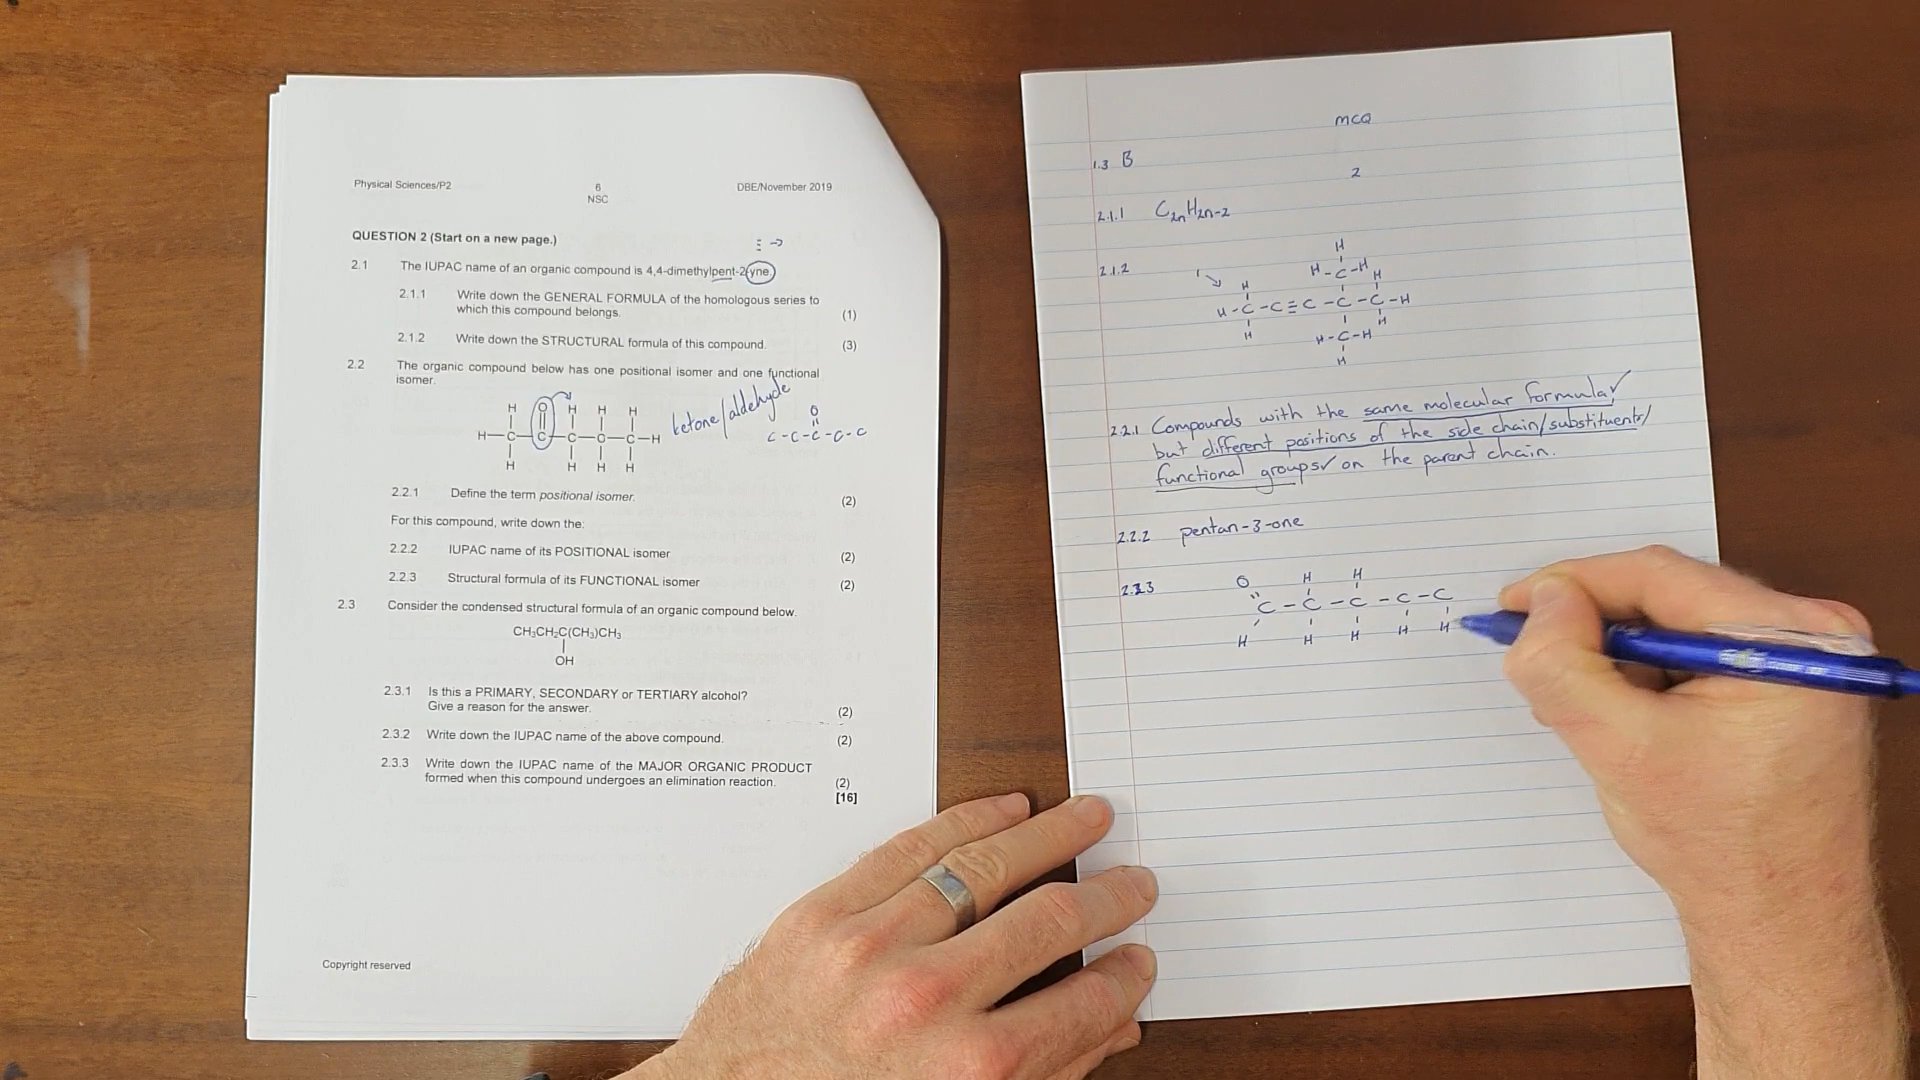 Physical Sciences/P2 6 DBE/November 2019
NSC
QUESTION 2 (Start on a new page.)
2.1 The IUPAC name of an organic compound is 4,4-dimethylpent-2-yne.
2.1.1 Write down the GENERAL FORMULA of the homologous series to
which this compound belongs. (1)
2.1.2 Write down the STRUCTURAL formula of this compound. (3)
2.2 The organic compound below has one positional isomer and one functional
isomer.
ketone/aldehyde
H O H H H
H-C-C-C-C-C-H
H H H H
O
C-C-C-C-C
2.2.1 Define the term positional isomer. (2)
For this compound, write down the:
2.2.2 IUPAC name of its POSITIONAL isomer (2)
2.2.3 Structural formula of its FUNCTIONAL isomer (2)
2.3 Consider the condensed structural formula of an organic compound below.
CH3CH2C(CH3)CH3
OH
2.3.1 Is this a PRIMARY, SECONDARY or TERTIARY alcohol?
Give a reason for the answer. (2)
2.3.2 Write down the IUPAC name of the above compound. (2)
2.3.3 Write down the IUPAC name of the MAJOR ORGANIC PRODUCT
formed when this compound undergoes an elimination reaction. (2)
[16]
Copyright reserved
MCQ
1.3 B
2
2.1.1 C2nH2n-2
2.1.2
H
H-C-H
H H
H-C-C≡C-C-C-H
H H
H-C-H
H
2.2.1 Compounds with the same molecular formula✓
but different positions of the side chain/substituents/
functional groups✓ on the parent chain.
2.2.2 pentan-3-one
2.2.3
O H H
C-C-C-C-C
H H H H H